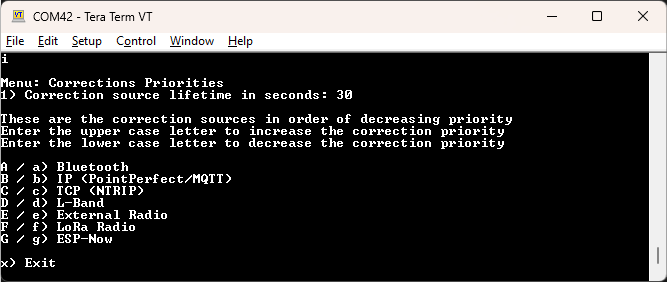 COM42 - Tera Term VT
File Edit Setup Control Window Help
i
Menu: Corrections Priorities
1) Correction source lifetime in seconds: 30
These are the correction sources in order of decreasing priority
Enter the upper case letter to increase the correction priority
Enter the lower case letter to decrease the correction priority
A / a) Bluetooth
B / b) IP (PointPerfect/MQTT)
C / c) TCP (NTRIP)
D / d) L-Band
E / e) External Radio
F / f) LoRa Radio
G / g) ESP-Now
x) Exit